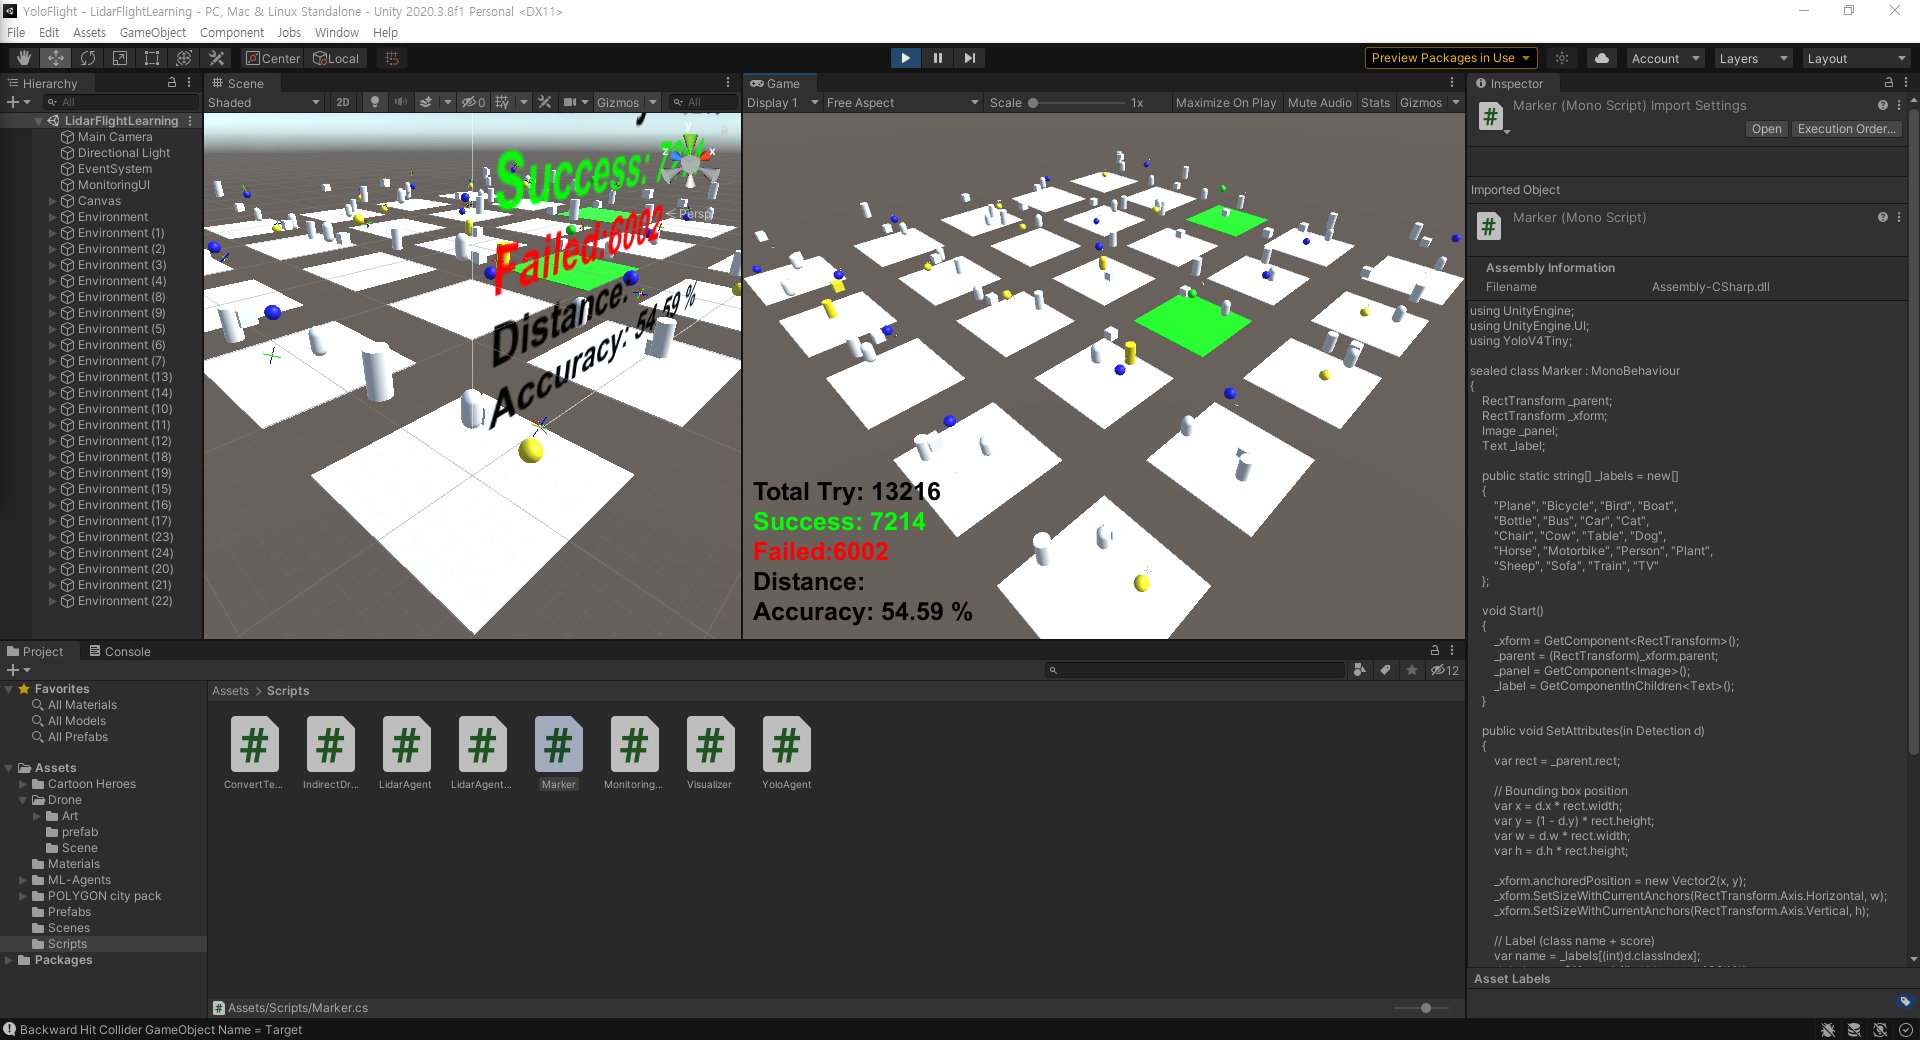 YoloFlight - LidarFlightLearning - PC, Mac & Linux Standalone - Unity 2020.3.8f1 Personal <DX11>
File Edit Assets GameObject Component Jobs Window Help
Center Local Preview Packages in Use Account Layers Layout
Hierarchy
All
LidarFlightLearning
Main Camera
Directional Light
EventSystem
MonitoringUI
Canvas
Environment
Environment (1)
Environment (2)
Environment (3)
Environment (4)
Environment (8)
Environment (9)
Environment (5)
Environment (6)
Environment (7)
Environment (13)
Environment (14)
Environment (10)
Environment (11)
Environment (12)
Environment (18)
Environment (19)
Environment (15)
Environment (16)
Environment (17)
Environment (23)
Environment (24)
Environment (20)
Environment (21)
Environment (22)
Scene
Shaded 2D 0 Gizmos All
y
z x
Persp
Success: 7214
Failed:6002
Distance:
Accuracy: 54.59 %
Game
Display 1 Free Aspect Scale 1x Maximize On Play Mute Audio Stats Gizmos
Total Try: 13216
Success: 7214
Failed:6002
Distance:
Accuracy: 54.59 %
Inspector
Marker (Mono Script) Import Settings
Open Execution Order...
Imported Object
Marker (Mono Script)
Assembly Information
Filename Assembly-CSharp.dll
using UnityEngine;
using UnityEngine.UI;
using YoloV4Tiny;
sealed class Marker : MonoBehaviour
{
RectTransform _parent;
RectTransform _xform;
Image _panel;
Text _label;
public static string[] _labels = new[]
{
"Plane", "Bicycle", "Bird", "Boat",
"Bottle", "Bus", "Car", "Cat",
"Chair", "Cow", "Table", "Dog",
"Horse", "Motorbike", "Person", "Plant",
"Sheep", "Sofa", "Train", "TV"
};
void Start()
{
_xform = GetComponent<RectTransform>();
_parent = (RectTransform)_xform.parent;
_panel = GetComponent<Image>();
_label = GetComponentInChildren<Text>();
}
public void SetAttributes(in Detection d)
{
var rect = _parent.rect;
// Bounding box position
var x = d.x * rect.width;
var y = (1 - d.y) * rect.height;
var w = d.w * rect.width;
var h = d.h * rect.height;
_xform.anchoredPosition = new Vector2(x, y);
_xform.SetSizeWithCurrentAnchors(RectTransform.Axis.Horizontal, w);
_xform.SetSizeWithCurrentAnchors(RectTransform.Axis.Vertical, h);
// Label (class name + score)
var name = _labels[(int)d.classIndex];
Asset Labels
Project Console
12
Favorites
All Materials
All Models
All Prefabs
Assets
Cartoon Heroes
Drone
Art
prefab
Scene
Materials
ML-Agents
POLYGON city pack
Prefabs
Scenes
Scripts
Packages
Assets > Scripts
ConvertTe... IndirectDr... LidarAgent LidarAgent... Marker Monitoring... Visualizer YoloAgent
Assets/Scripts/Marker.cs
Backward Hit Collider GameObject Name = Target